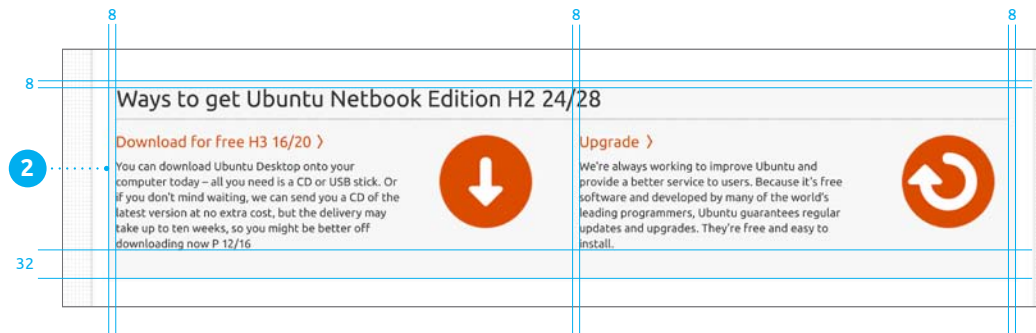 8 8 8
8
Ways to get Ubuntu Netbook Edition H2 24/28
Download for free H3 16/20 〉
You can download Ubuntu Desktop onto your
computer today – all you need is a CD or USB stick. Or
if you don't mind waiting, we can send you a CD of the
latest version at no extra cost, but the delivery may
take up to ten weeks, so you might be better off
downloading now P 12/16
Upgrade 〉
We're always working to improve Ubuntu and
provide a better service to users. Because it's free
software and developed by many of the world's
leading programmers, Ubuntu guarantees regular
updates and upgrades. They're free and easy to
install.
2
32